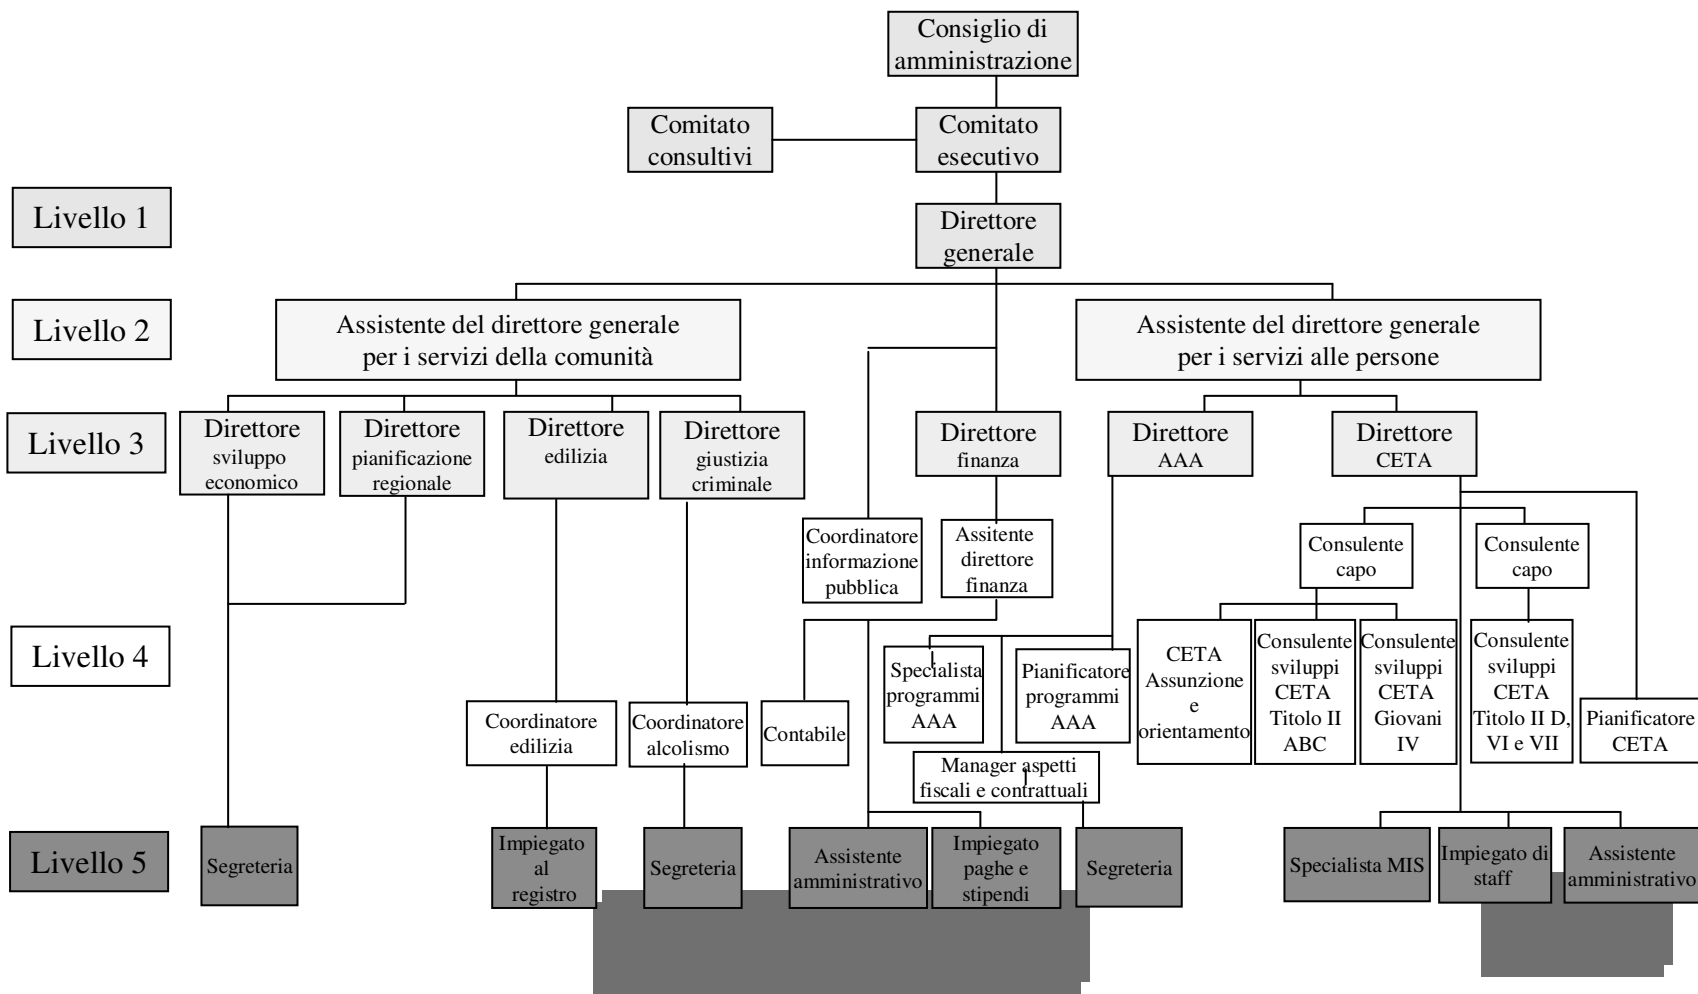 Consiglio di
amministrazione
Comitato
consultivi
Comitato
esecutivo
Livello 1
Direttore
generale
Livello 2
Assistente del direttore generale
per i servizi della comunità
Assistente del direttore generale
per i servizi alle persone
Livello 3
Direttore
sviluppo
economico
Direttore
pianificazione
regionale
Direttore
edilizia
Direttore
giustizia
criminale
Direttore
finanza
Direttore
AAA
Direttore
CETA
Coordinatore
informazione
pubblica
Assitente
direttore
finanza
Consulente
capo
Consulente
capo
Livello 4
Coordinatore
edilizia
Coordinatore
alcolismo
Contabile
Specialista
programmi
AAA
Pianificatore
programmi
AAA
Manager aspetti
fiscali e contrattuali
CETA
Assunzione
e
orientamento
Consulente
sviluppi
CETA
Titolo II
ABC
Consulente
sviluppi
CETA
Giovani
IV
Consulente
sviluppi
CETA
Titolo II D,
VI e VII
Pianificatore
CETA
Livello 5
Segreteria
Impiegato
al
registro
Segreteria
Assistente
amministrativo
Impiegato
paghe e
stipendi
Segreteria
Specialista MIS
Impiegato di
staff
Assistente
amministrativo